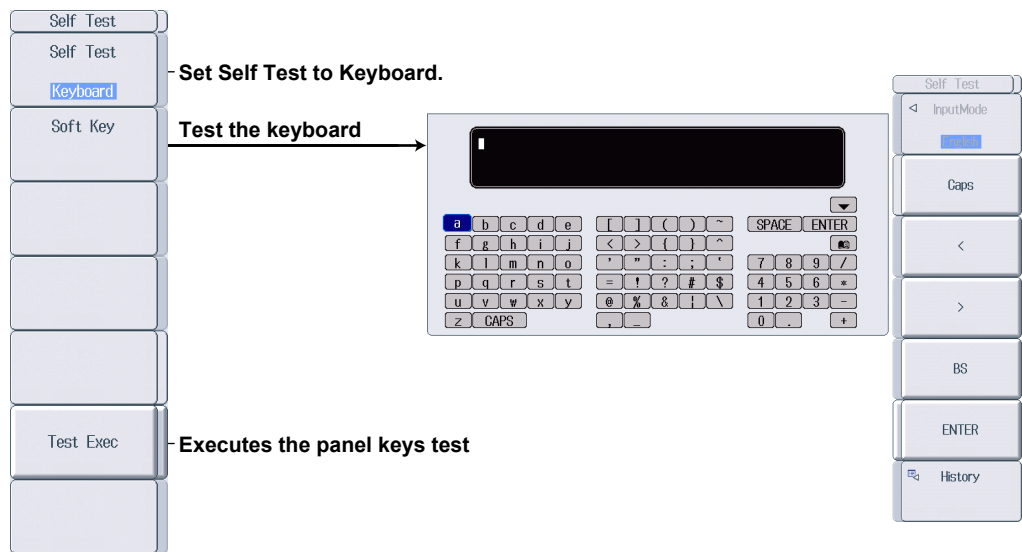 Self Test
Self Test
Keyboard
Set Self Test to Keyboard.
Soft Key
Test the keyboard
Test Exec
Executes the panel keys test
a b c d e [ ] ( ) ~ SPACE ENTER
f g h i j < > { } ^
k l m n o ' " : ; ‘ 7 8 9 /
p q r s t = ! ? # $ 4 5 6 *
u v w x y @ % & ¦ \ 1 2 3 -
z CAPS , _ 0 . +
Self Test
InputMode
English
Caps
<
>
BS
ENTER
History